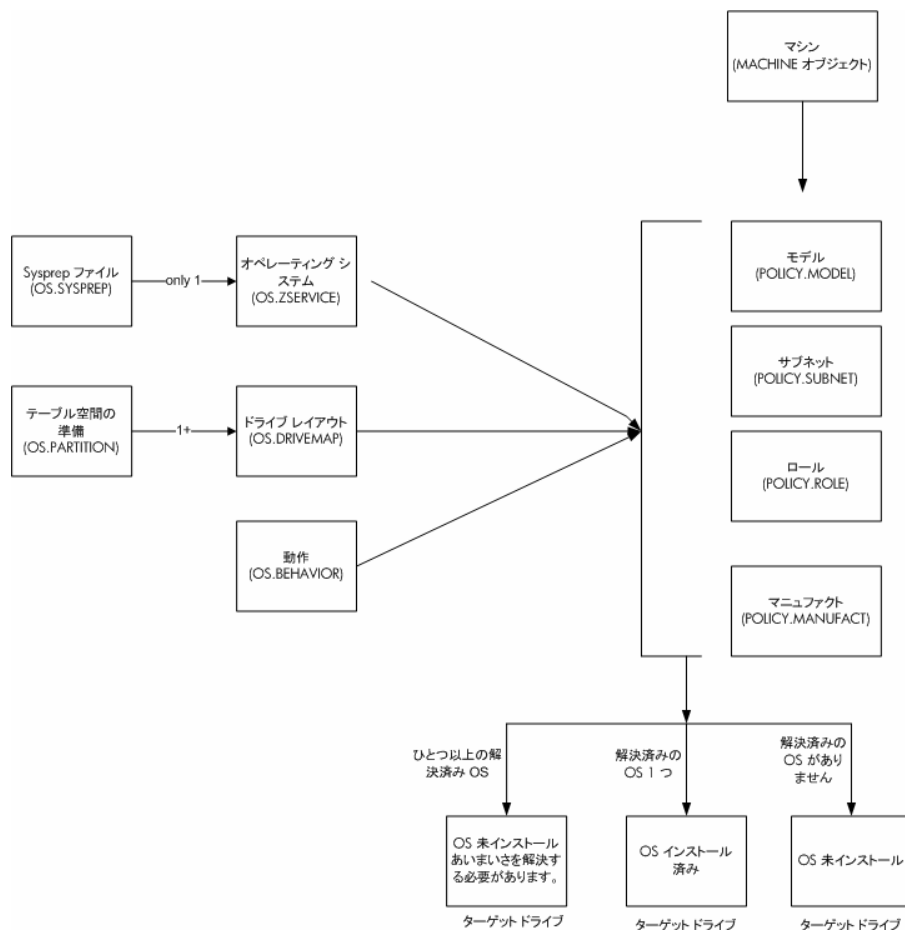 マシン
(MACHINE オブジェクト)
モデル
(POLICY.MODEL)
Sysprep ファイル
(OS.SYSPREP)
only 1
オペレーティング シ
ステム
(OS.ZSERVICE)
サブネット
(POLICY.SUBNET)
テーブル空間の
準備
(OS.PARTITION)
1+
ドライブ レイアウト
(OS.DRIVEMAP)
ロール
(POLICY.ROLE)
動作
(OS.BEHAVIOR)
マニュファクト
(POLICY.MANUFACT)
ひとつ以上の解
決済み OS
解決済みの
OS 1 つ
解決済みの
OS があり
ません
OS 未インストール
あいまいさを解決す
る必要があります。
OS インストール
済み
OS 未インストール
ターゲット ドライブ
ターゲット ドライブ
ターゲット ドライブ